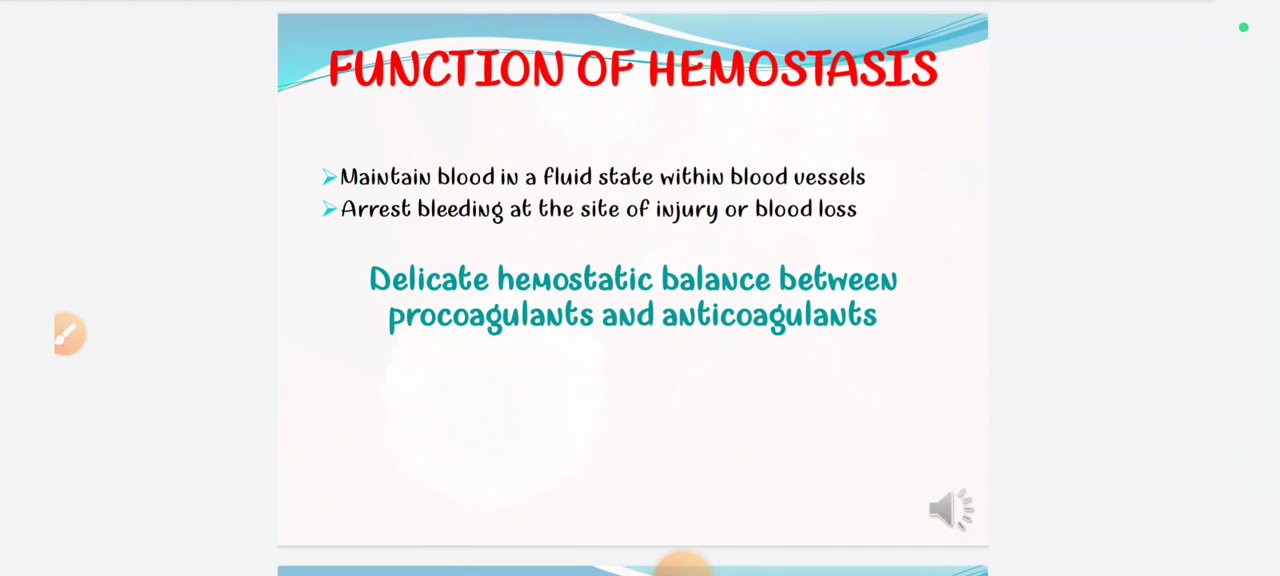 FUNCTION OF HEMOSTASIS
➢Maintain blood in a fluid state within blood vessels
➢Arrest bleeding at the site of injury or blood loss
Delicate hemostatic balance between
procoagulants and anticoagulants